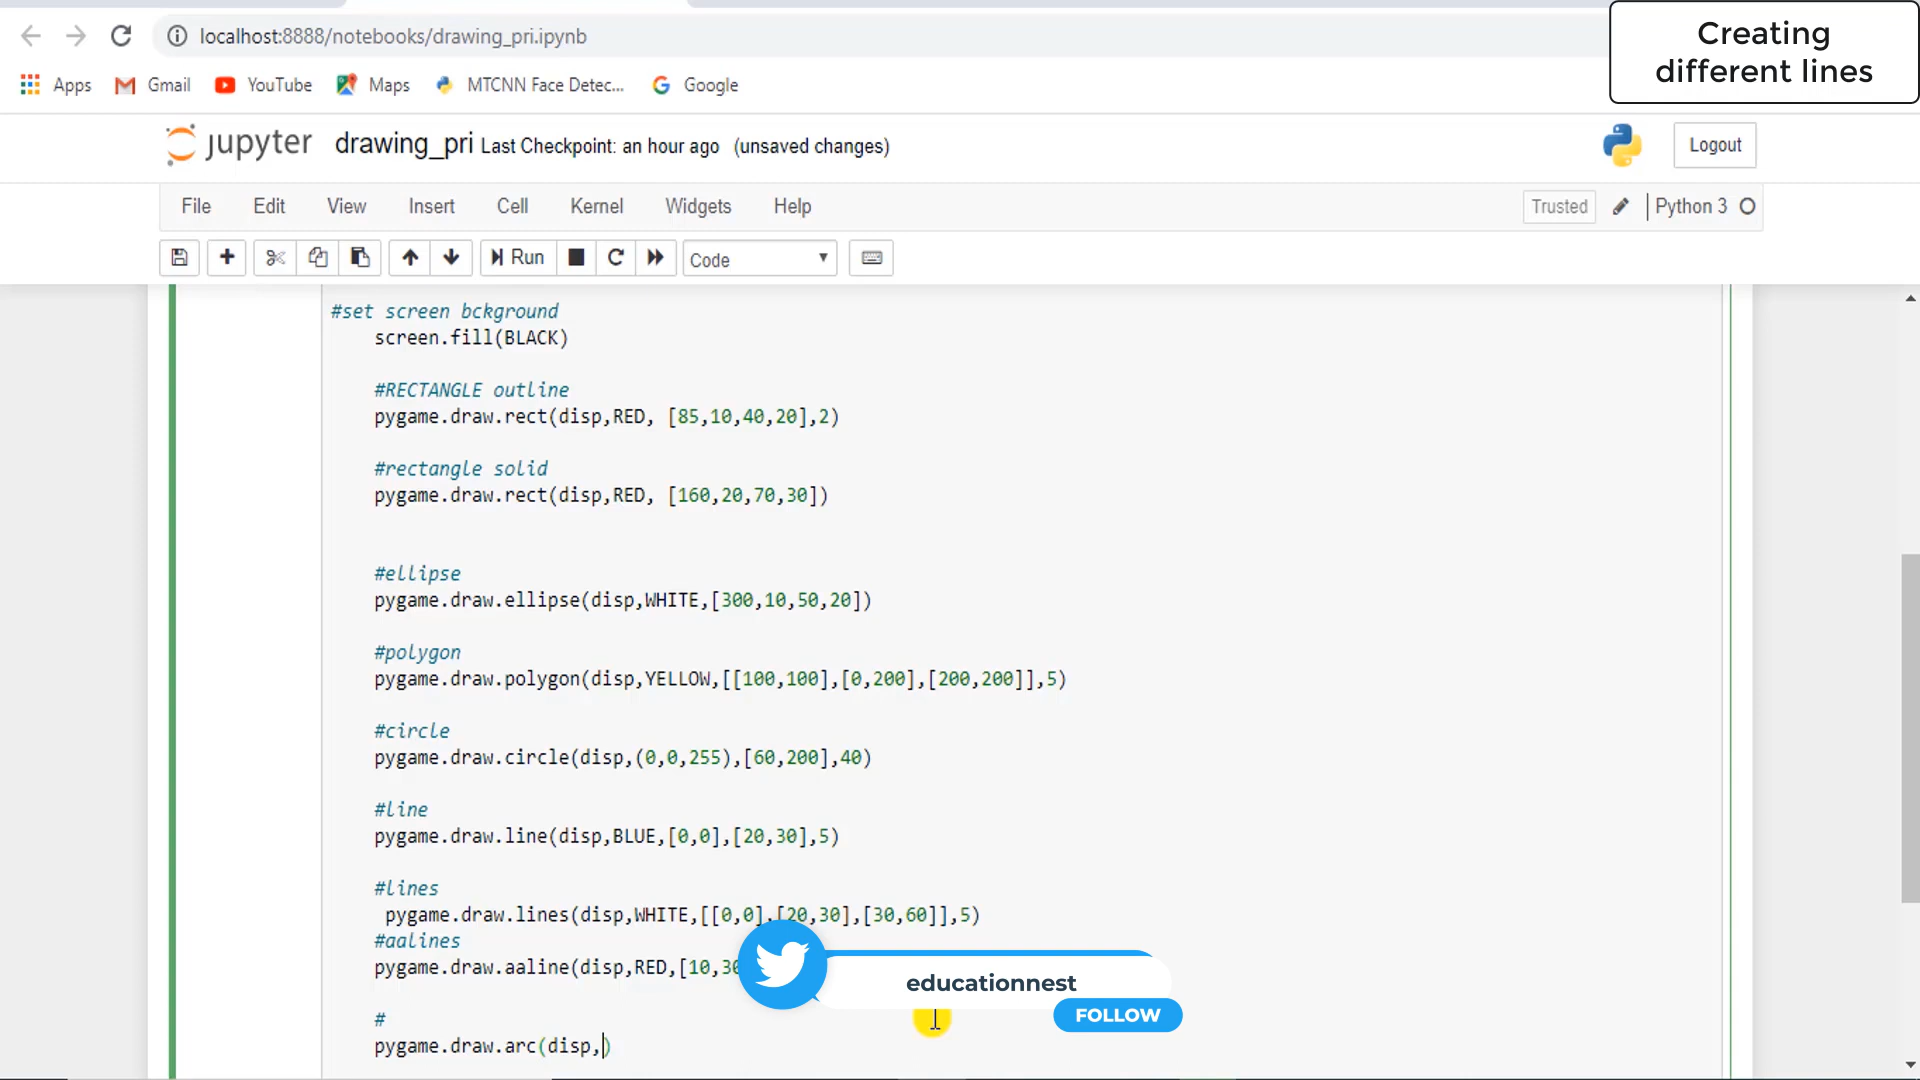 Creating
different lines
localhost:8888/notebooks/drawing_pri.ipynb
Apps Gmail YouTube Maps MTCNN Face Detec... Google
jupyter drawing_pri Last Checkpoint: an hour ago (unsaved changes) Logout
File Edit View Insert Cell Kernel Widgets Help Trusted Python 3
Run Code
#set screen bckground
screen.fill(BLACK)
#RECTANGLE outline
pygame.draw.rect(disp,RED, [85,10,40,20],2)
#rectangle solid
pygame.draw.rect(disp,RED, [160,20,70,30])
#ellipse
pygame.draw.ellipse(disp,WHITE,[300,10,50,20])
#polygon
pygame.draw.polygon(disp,YELLOW,[[100,100],[0,200],[200,200]],5)
#circle
pygame.draw.circle(disp,(0,0,255),[60,200],40)
#line
pygame.draw.line(disp,BLUE,[0,0],[20,30],5)
#lines
pygame.draw.lines(disp,WHITE,[[0,0],[20,30],[30,60]],5)
#aalines
pygame.draw.aaline(disp,RED,[10,30
educationnest
FOLLOW
#
pygame.draw.arc(disp,)